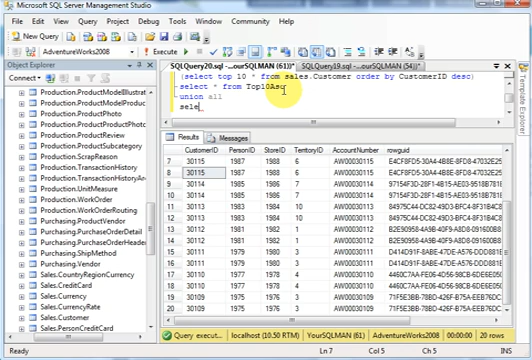 Microsoft SQL Server Management Studio
File Edit View Query Project Debug Tools Window Community Help
New Query
AdventureWorks2008 Execute
Object Explorer
Connect
Production.ProductModelIllustrat
Production.ProductModelProduc
Production.ProductPhoto
Production.ProductProductPhoto
Production.ProductReview
Production.ProductSubcategory
Production.ScrapReason
Production.TransactionHistory
Production.TransactionHistoryAr
Production.UnitMeasure
Production.WorkOrder
Production.WorkOrderRouting
Purchasing.ProductVendor
Purchasing.PurchaseOrderDetail
Purchasing.PurchaseOrderHeader
Purchasing.ShipMethod
Purchasing.Vendor
Sales.CountryRegionCurrency
Sales.CreditCard
Sales.Currency
Sales.CurrencyRate
Sales.Customer
Sales.PersonCreditCard
SQLQuery20.sql -...ourSQLMAN (61))* SQLQuery19.sql -...ourSQLMAN (54))*
(select top 10 * from sales.Customer order by CustomerID desc)
select * from Top10Asc
union all
sele
Results Messages
CustomerID PersonID StoreID TerritoryID AccountNumber rowguid
7 30115 1987 1988 6 AW00030115
8 30115 1987 1988 6 AW00030115
9 30114 1985 1986 7 AW00030114
10 30114 1985 1986 7 AW00030114
11 30113 1983 1984 10 AW00030113
12 30113 1983 1984 10 AW00030113
13 30112 1981 1982 1 AW00030112
14 30112 1981 1982 1 AW00030112
15 30111 1979 1980 3 AW00030111
16 30111 1979 1980 3 AW00030111
17 30110 1977 1978 4 AW00030110
18 30110 1977 1978 4 AW00030110
19 30109 1975 1976 3 AW00030109
20 30109 1975 1976 3 AW00030109
Query execut... localhost (10.50 RTM) YourSQLMAN (61) AdventureWorks2008 00:00:00 20 rows
Ready Ln 7 Col 5 Ch 5 INS